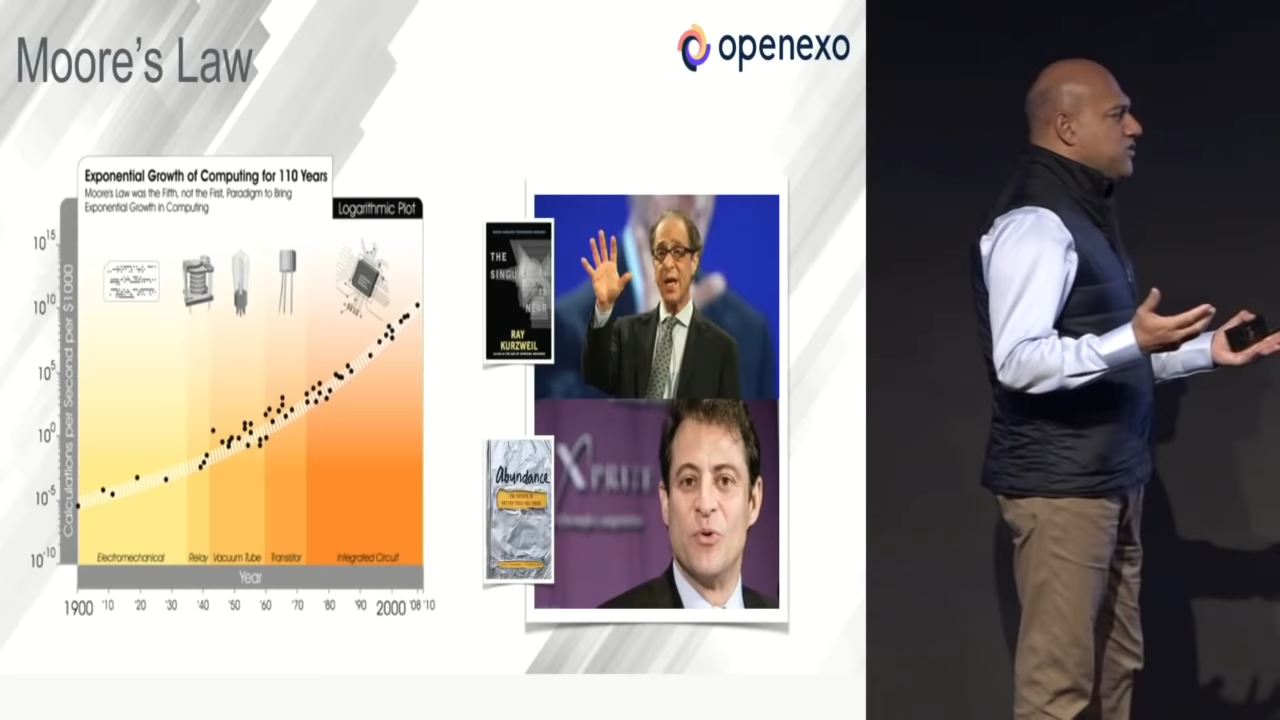 Moore's Law
openexo
Exponential Growth of Computing for 110 Years
Moore's Law was the Fifth, not the First, Paradigm to Bring
Exponential Growth in Computing
Logarithmic Plot
Calculations per Second per $1000
10^15
10^10
10^5
10^0
10^-5
10^-10
Electromechanical
Relay
Vacuum Tube
Transistor
Integrated Circuit
Year
1900 '10 '20 '30 '40 '50 '60 '70 '80 '90 2000 '08 '10
THE
NEAR
RAY
KURZWEIL
Abundance
XPRIZE